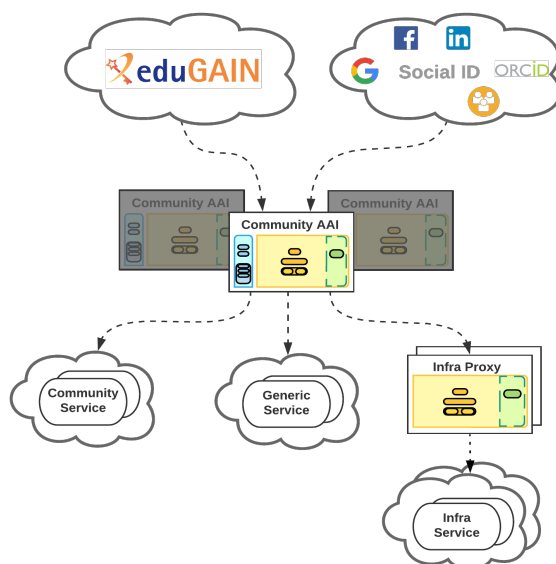 eduGAIN
Social ID
ORCiD
Community AAI
Community AAI
Community AAI
Community
Service
Generic
Service
Infra Proxy
Infra
Service